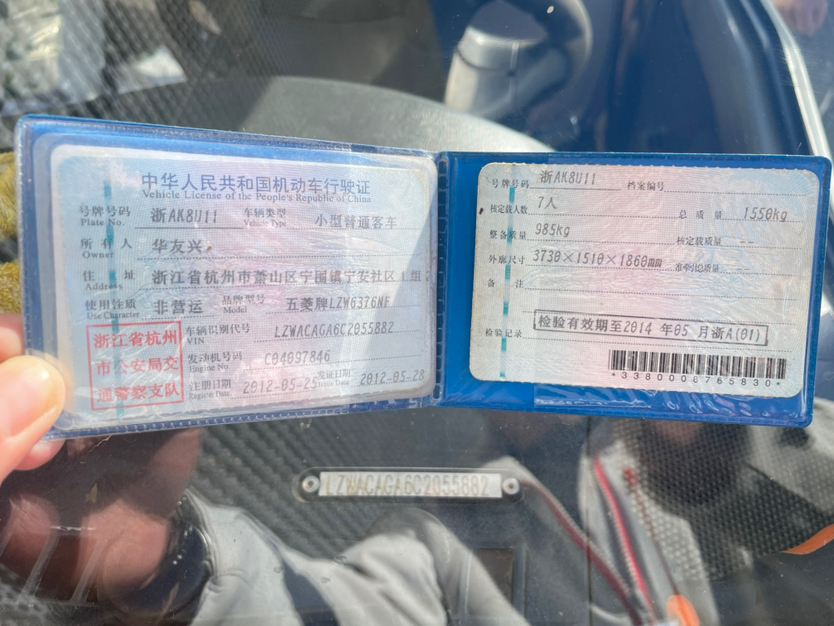 中华人民共和国机动车行驶证
Vehicle License of the People's Republic of China
号牌号码 浙AK8U11 车辆类型 小型普通客车
Plate No. Vehicle Type
所有人 华友兴
Owner
住址 浙江省杭州市萧山区宁围镇宁安社区1组
Address
使用性质 非营运 品牌型号 五菱牌LZW6376NF
Use Character Model
车辆识别代号 LZWACAGA6C2055882
VIN
发动机号码 C04097846
Engine No.
注册日期 2012-05-25 发证日期 2012-05-28
Register Date Issue Date
浙江省杭州
市公安局交
通警察支队
号牌号码 浙AK8U11 档案编号
核定载人数 7人 总质量 1550kg
整备质量 985kg 核定载质量 --
外廓尺寸 3730×1510×1860mm 准牵引总质量
备注
检验记录 检验有效期至2014年05月浙A(01)
*3380008765830*
LZWACAGA6C2055882